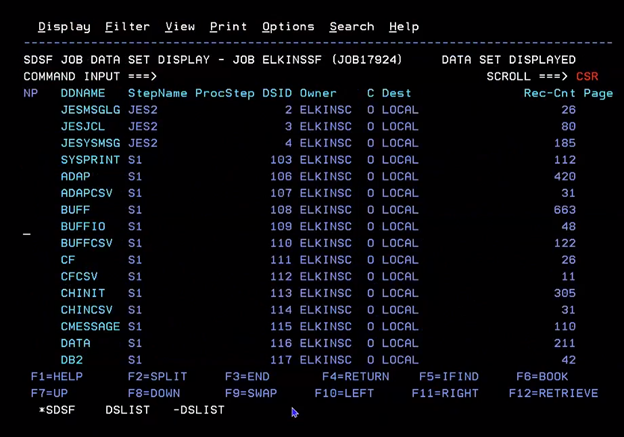 Display Filter View Print Options Search Help
SDSF JOB DATA SET DISPLAY - JOB ELKINSSF (JOB17924) DATA SET DISPLAYED
COMMAND INPUT ===> SCROLL ===> CSR
NP DDNAME StepName ProcStep DSID Owner C Dest Rec-Cnt Page
JESMSGLG JES2 2 ELKINSC O LOCAL 26
JESJCL JES2 3 ELKINSC O LOCAL 80
JESYSMSG JES2 4 ELKINSC O LOCAL 185
SYSPRINT S1 103 ELKINSC O LOCAL 112
ADAP S1 106 ELKINSC O LOCAL 420
ADAPCSV S1 107 ELKINSC O LOCAL 31
BUFF S1 108 ELKINSC O LOCAL 663
BUFFIO S1 109 ELKINSC O LOCAL 48
BUFFCSV S1 110 ELKINSC O LOCAL 122
CF S1 111 ELKINSC O LOCAL 26
CFCSV S1 112 ELKINSC O LOCAL 11
CHINIT S1 113 ELKINSC O LOCAL 305
CHINCSV S1 114 ELKINSC O LOCAL 31
CMESSAGE S1 115 ELKINSC O LOCAL 110
DATA S1 116 ELKINSC O LOCAL 211
DB2 S1 117 ELKINSC O LOCAL 42
F1=HELP F2=SPLIT F3=END F4=RETURN F5=IFIND F6=BOOK
F7=UP F8=DOWN F9=SWAP F10=LEFT F11=RIGHT F12=RETRIEVE
*SDSF DSLIST -DSLIST